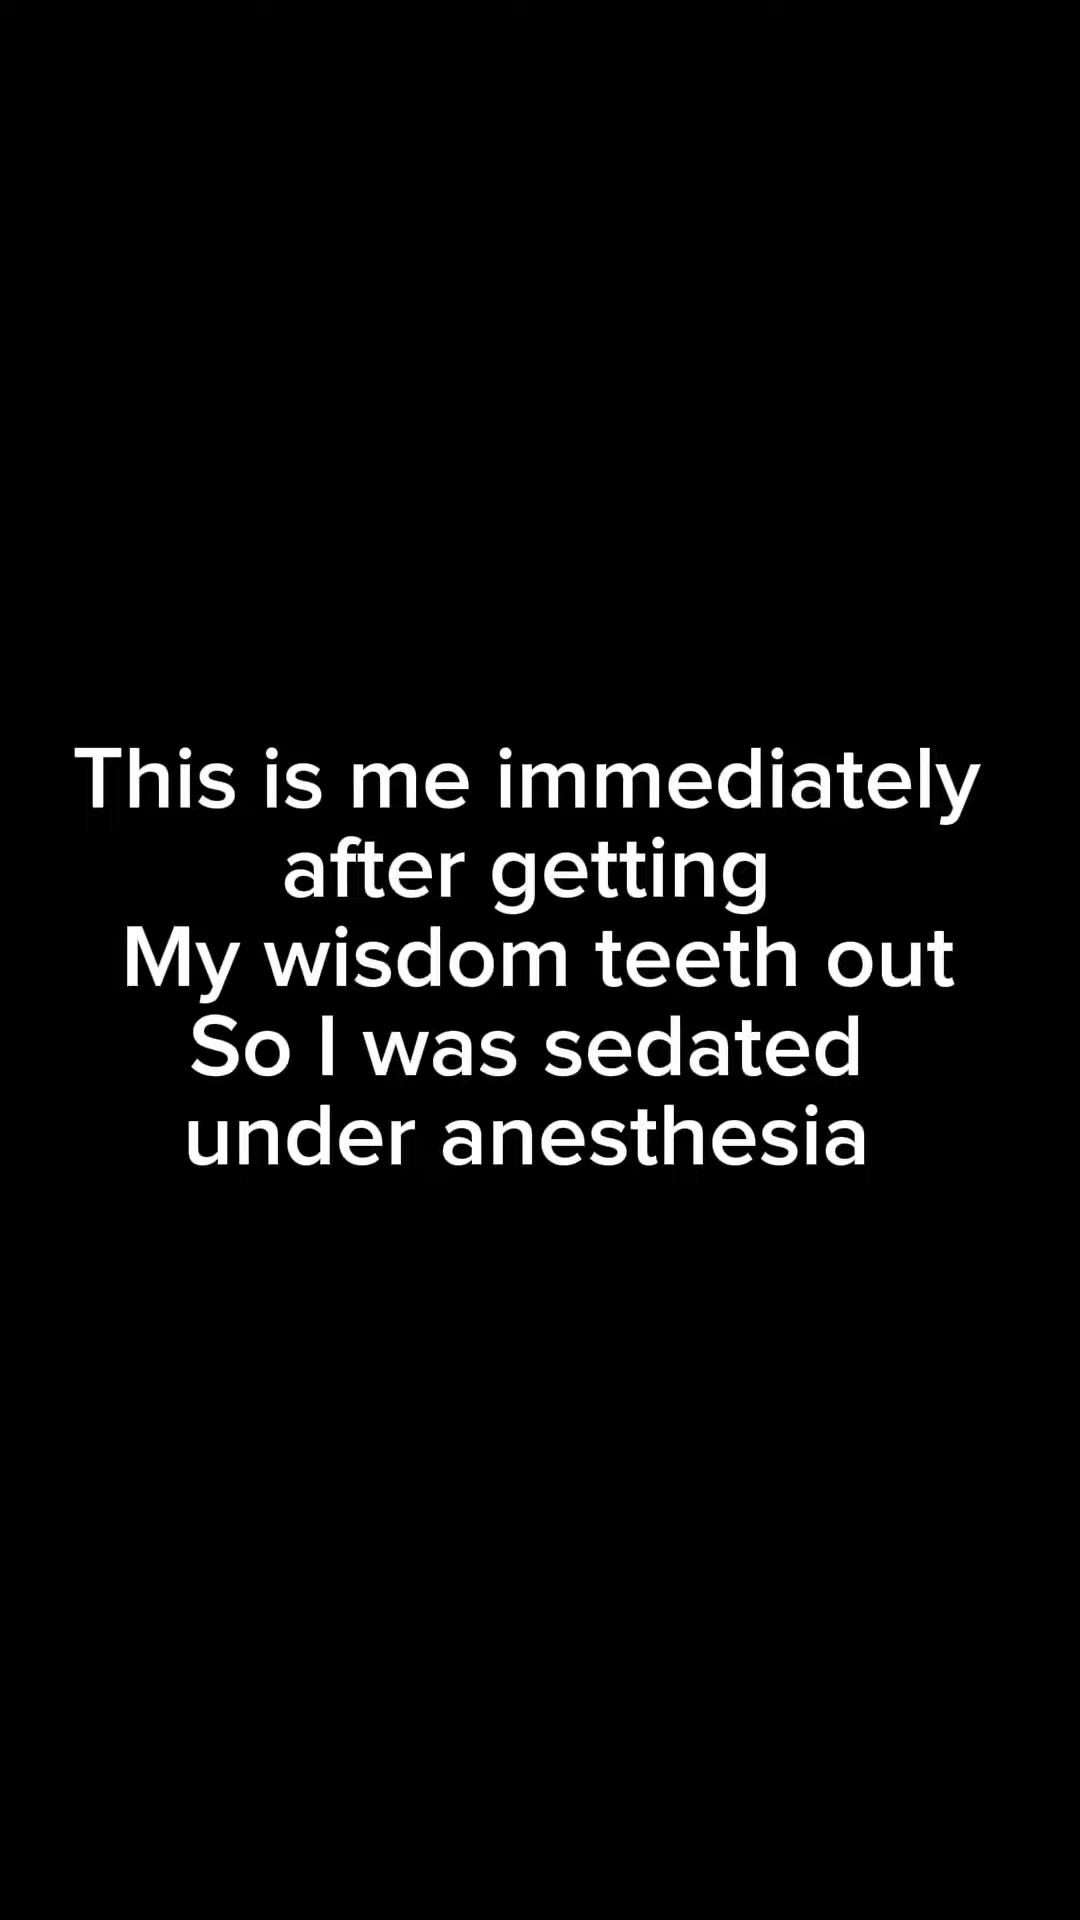 This is me immediately
after getting
My wisdom teeth out
So I was sedated
under anesthesia